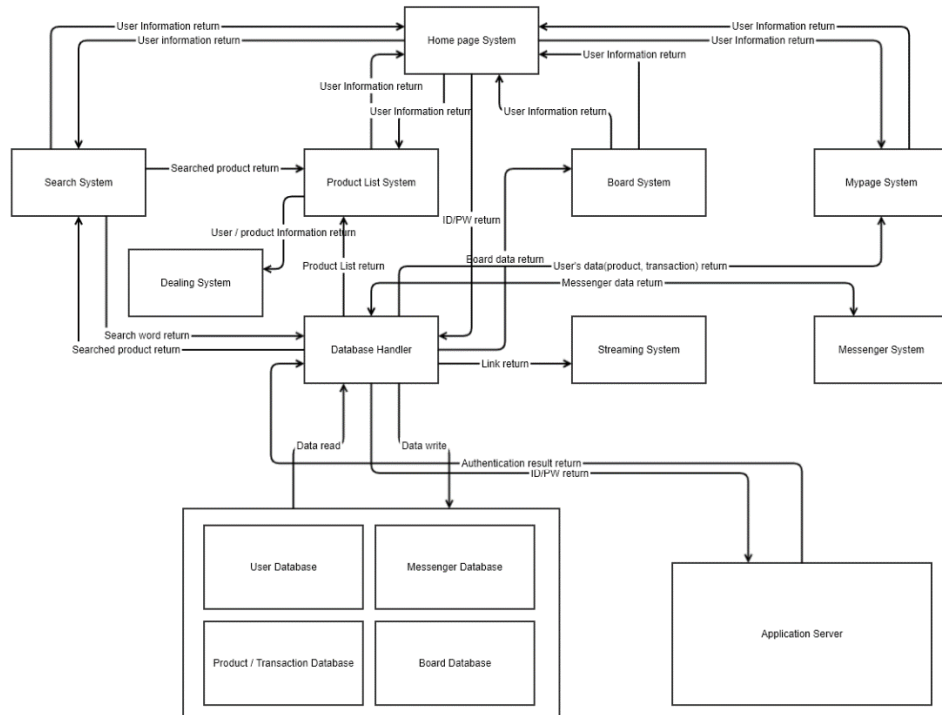 User Information return
User Information return
User information return
Home page System
User Information return
User Information return
User Information return
User Information return
User Information return
User Information return
Search System
Searched product return
Product List System
Board System
Mypage System
ID/PW return
User / product Information return
Board data return
Product List return
User's data(product, transaction) return
Dealing System
Messenger data return
Search word return
Searched product return
Database Handler
Link return
Streaming System
Messenger System
Data read
Data write
Authentication result return
ID/PW return
User Database
Messenger Database
Application Server
Product / Transaction Database
Board Database